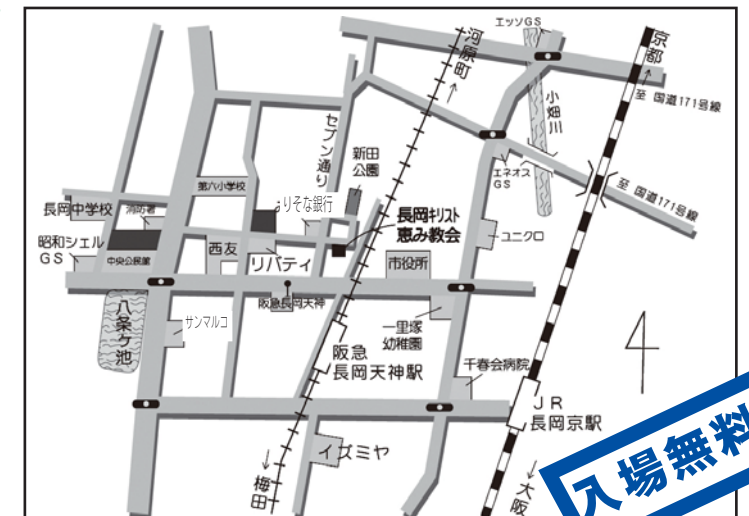 エッソGS
河原町
京都
至 国道171号線
小畑川
セブン通り
新田
公園
エネオス
GS
至 国道171号線
第六小学校
りそな銀行
長岡中学校
消防署
長岡キリスト
恵み教会
ユニクロ
昭和シェル
GS
中央公民館
西友
リバティ
市役所
阪急長岡天神
八条ケ池
サンマルコ
一里塚
幼稚園
阪急
長岡天神駅
千春会病院
JR
長岡京駅
イズミヤ
梅田
大阪
入場無料